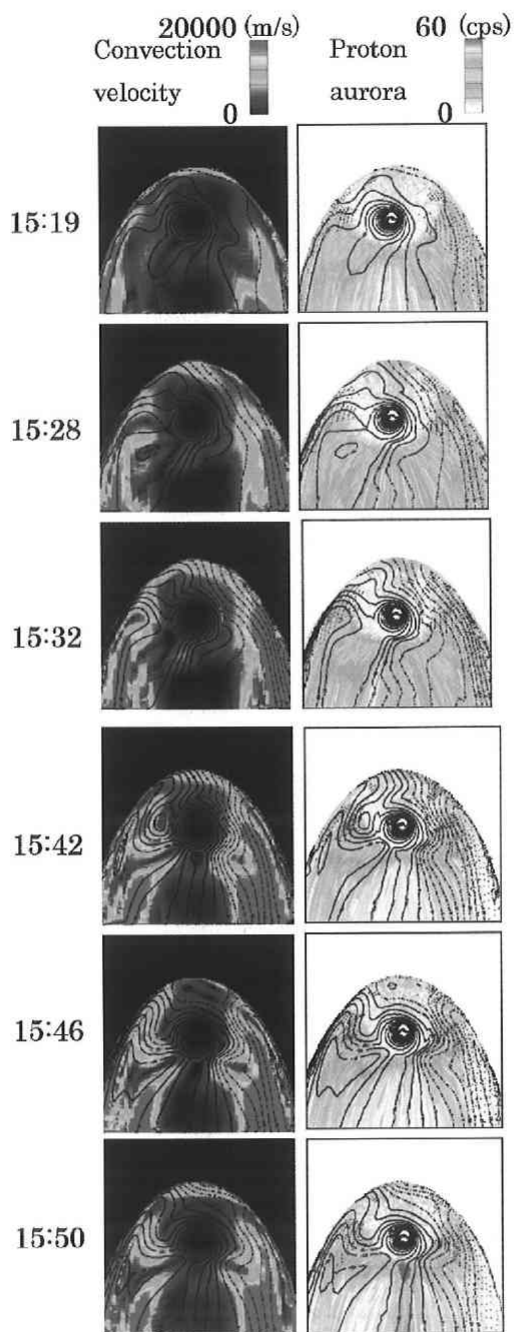 20000 (m/s)
60 (cps)
Convection
velocity
0
Proton
aurora
0
15:19
15:28
15:32
15:42
15:46
15:50